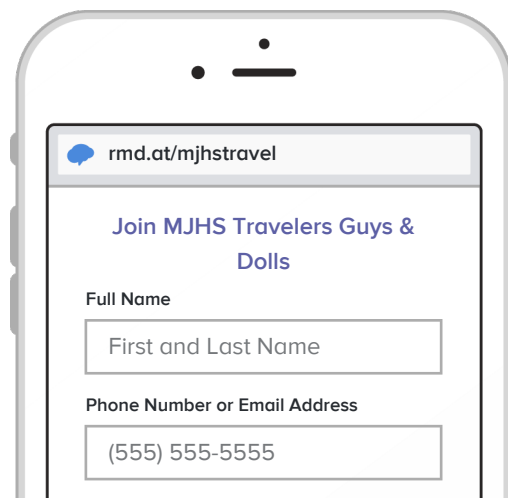 rmd.at/mjhstravel
Join MJHS Travelers Guys &
Dolls
Full Name
First and Last Name
Phone Number or Email Address
(555) 555-5555